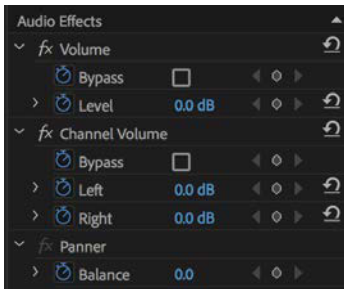 Audio Effects
fx Volume
Bypass
Level 0.0 dB
fx Channel Volume
Bypass
Left 0.0 dB
Right 0.0 dB
fx Panner
Balance 0.0